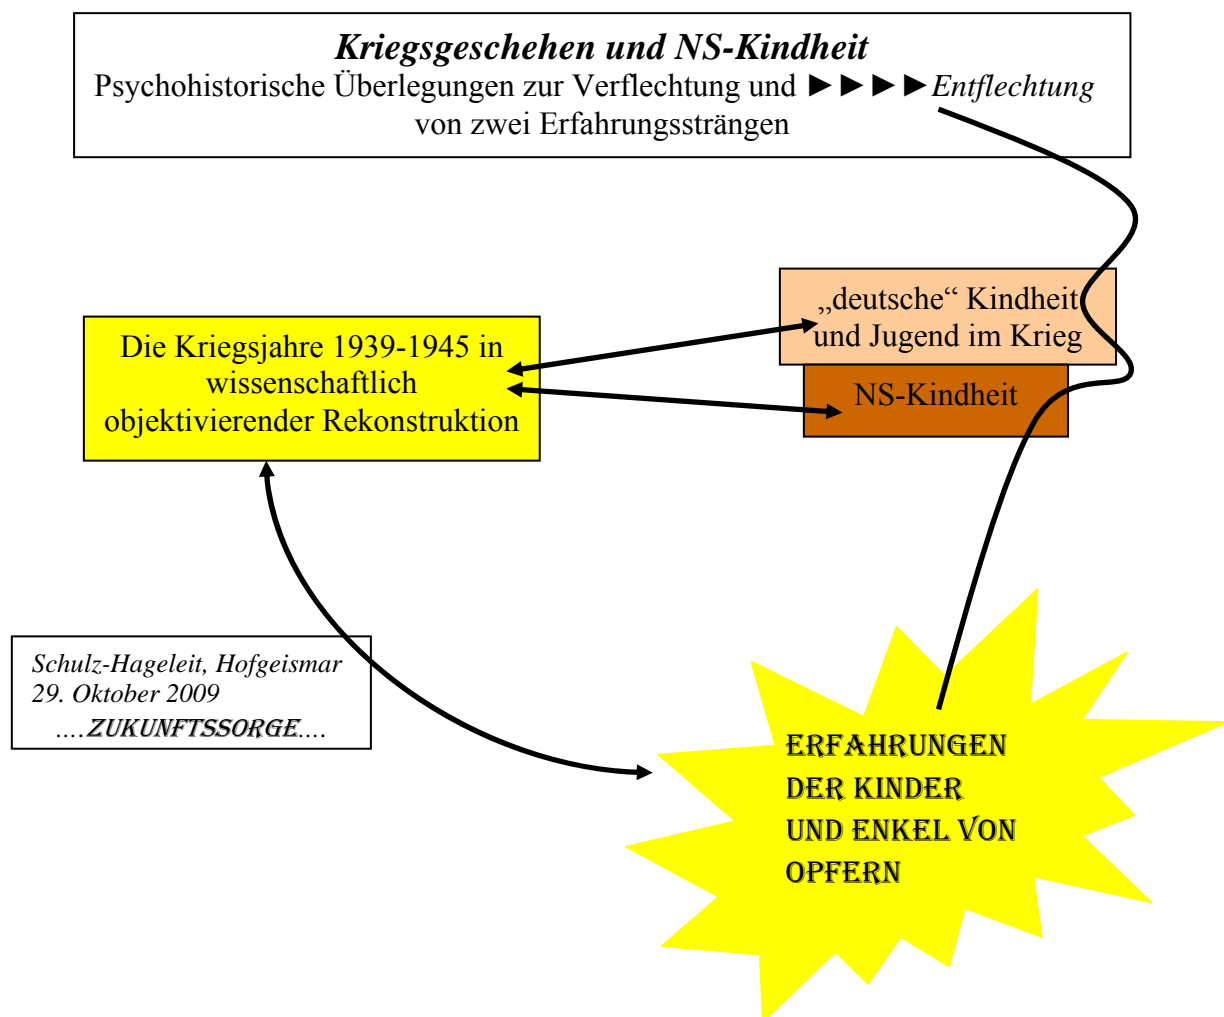 Kriegsgeschehen und NS-Kindheit
Psychohistorische Überlegungen zur Verflechtung und ►►►►Entflechtung
von zwei Erfahrungssträngen
„deutsche“ Kindheit
und Jugend im Krieg
NS-Kindheit
Die Kriegsjahre 1939-1945 in
wissenschaftlich
objektivierender Rekonstruktion
Schulz-Hageleit, Hofgeismar
29. Oktober 2009
....ZUKUNFTSSORGE....
ERFAHRUNGEN
DER KINDER
UND ENKEL VON
OPFERN